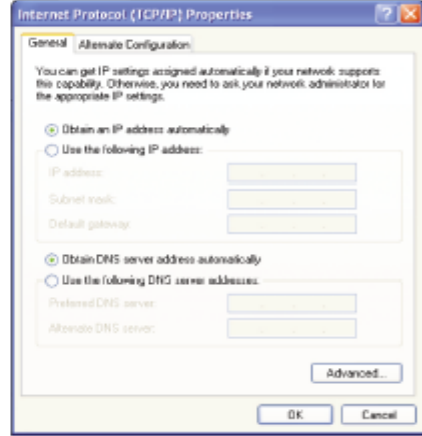 Internet Protocol (TCP/IP) Properties
General
Alternate Configuration
You can get IP settings assigned automatically if your network supports
this capability. Otherwise, you need to ask your network administrator for
the appropriate IP settings.
Obtain an IP address automatically
Use the following IP address:
IP address:
Subnet mask:
Default gateway:
Obtain DNS server address automatically
Use the following DNS server addresses:
Preferred DNS server:
Alternate DNS server:
Advanced...
OK
Cancel